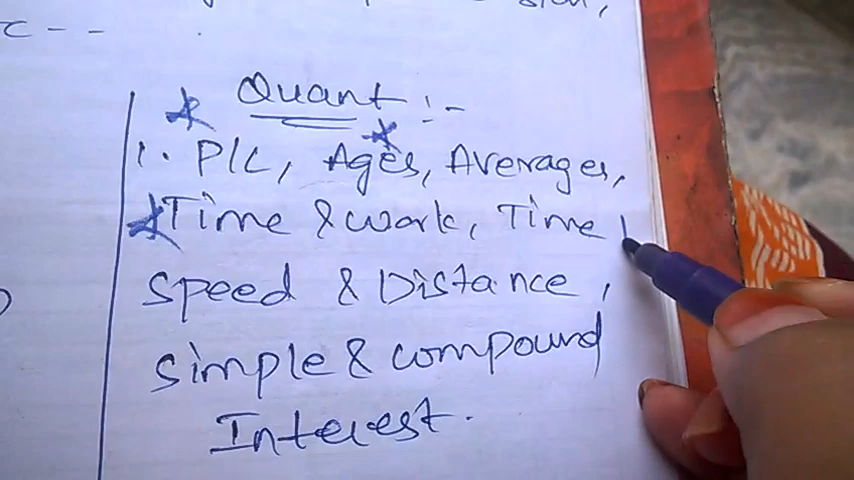 Quant :-
1. P/L, Ages, Averages,
Time & work, Time
Speed & Distance,
Simple & compound
Interest.